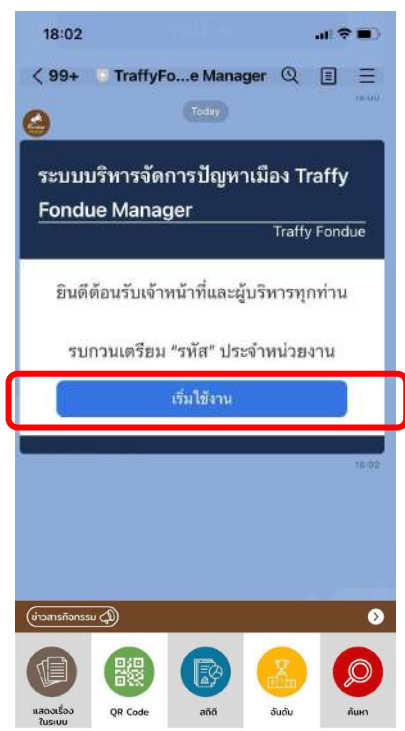 18:02
99+ TraffyFo...e Manager
18:00
Today
ระบบบริหารจัดการปัญหาเมือง Traffy
Fondue Manager
Traffy Fondue
ยินดีต้อนรับเจ้าหน้าที่และผู้บริหารทุกท่าน
รบกวนเตรียม “รหัส” ประจำหน่วยงาน
เริ่มใช้งาน
18:02
ข่าวสารกิจกรรม
แสดงเรื่อง
ในระบบ
QR Code
สถิติ
อันดับ
ค้นหา